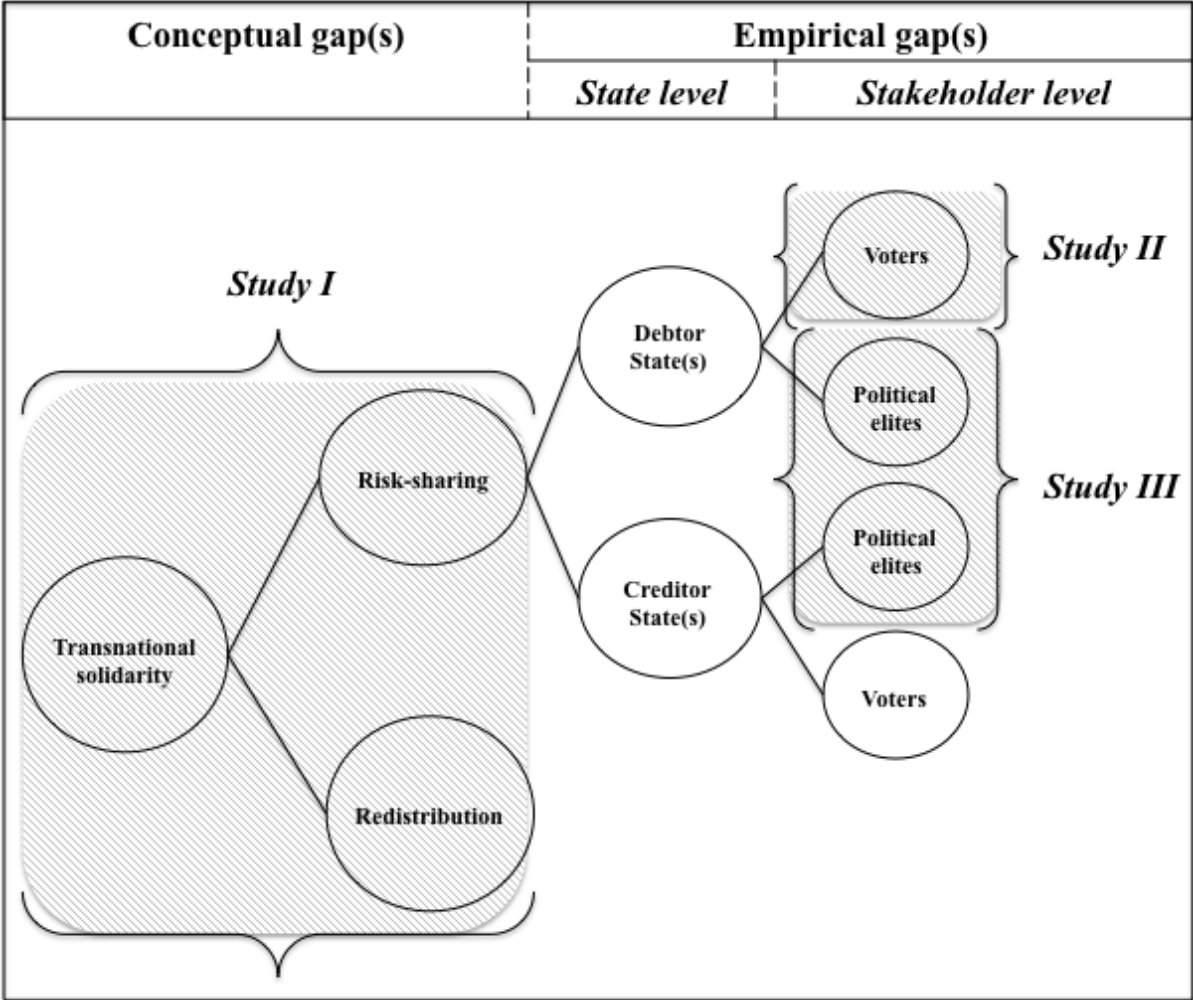 Conceptual gap(s)
Empirical gap(s)
State level
Stakeholder level
Study I
Transnational
solidarity
Risk-sharing
Redistribution
Debtor
State(s)
Creditor
State(s)
Voters
Political
elites
Political
elites
Voters
Study II
Study III